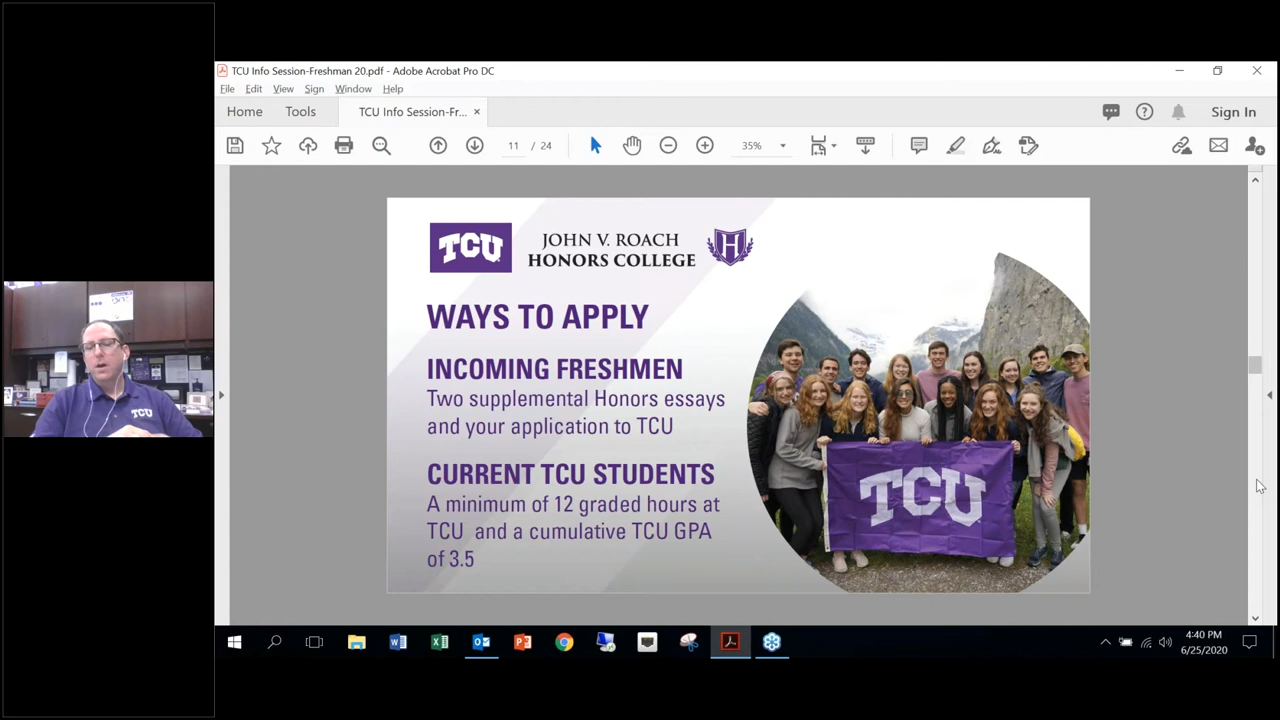 TCU Info Session-Freshman 20.pdf - Adobe Acrobat Pro DC
File Edit View Sign Window Help
Home Tools TCU Info Session-Fr... × Sign In
11 / 24 35%
TCU JOHN V. ROACH
HONORS COLLEGE H
WAYS TO APPLY
INCOMING FRESHMEN
Two supplemental Honors essays
and your application to TCU
CURRENT TCU STUDENTS
A minimum of 12 graded hours at
TCU and a cumulative TCU GPA
of 3.5
TCU
TCU
4:40 PM
6/25/2020